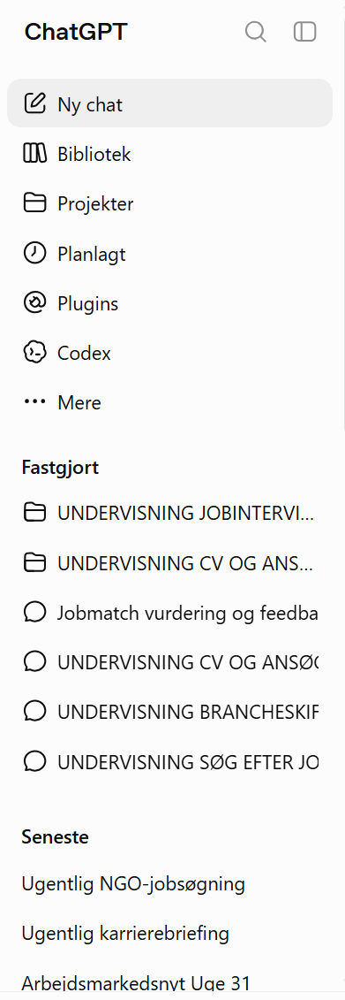 ChatGPT
Ny chat
Bibliotek
Projekter
Planlagt
Plugins
Codex
Mere
Fastgjort
UNDERVISNING JOBINTERVI...
UNDERVISNING CV OG ANS...
Jobmatch vurdering og feedba
UNDERVISNING CV OG ANSØG
UNDERVISNING BRANCHESKIF
UNDERVISNING SØG EFTER JO
Seneste
Ugentlig NGO-jobsøgning
Ugentlig karrierebriefing
Arbejdsmarkedsnyt Uge 31